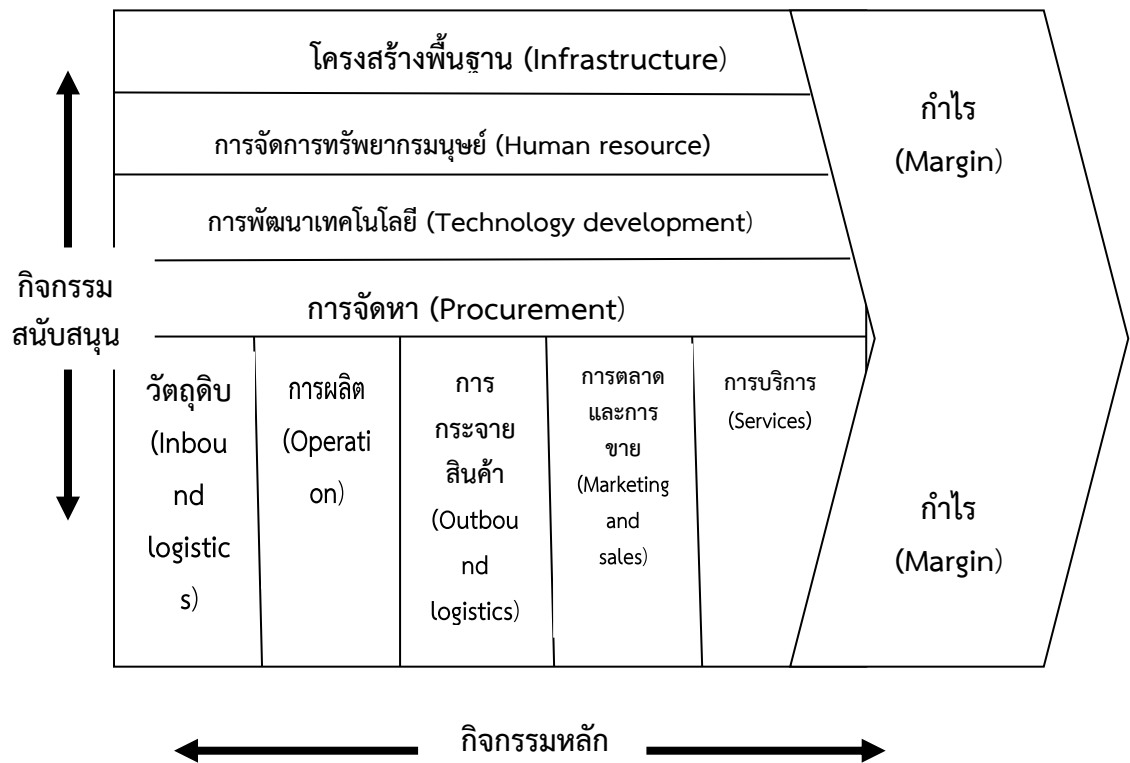 โครงสร้างพื้นฐาน (Infrastructure)
กำไร
(Margin)
การจัดการทรัพยากรมนุษย์ (Human resource)
การพัฒนาเทคโนโลยี (Technology development)
กิจกรรม
สนับสนุน
การจัดหา (Procurement)
วัตถุดิบ
(Inbou
nd
logistic
s)
การผลิต
(Operati
on)
การ
กระจาย
สินค้า
(Outbou
nd
logistics)
การตลาด
และการ
ขาย
(Marketing
and
sales)
การบริการ
(Services)
กำไร
(Margin)
กิจกรรมหลัก